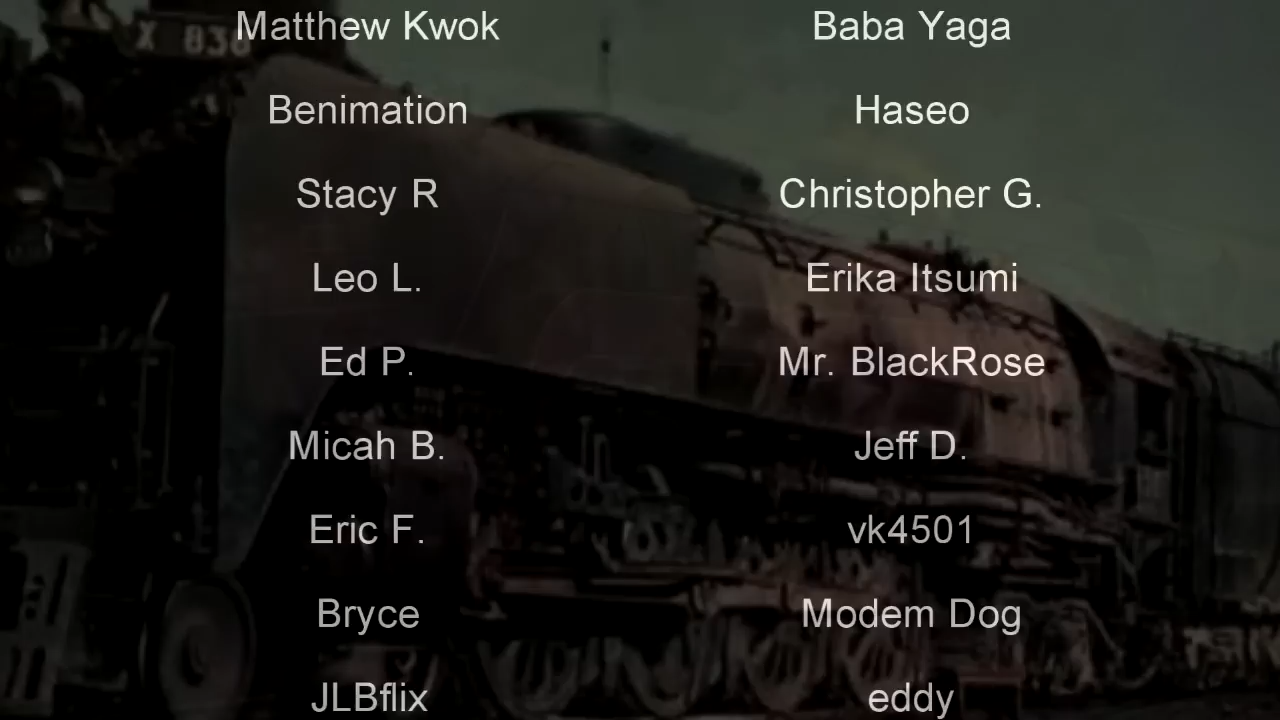 X 838
Matthew Kwok
Baba Yaga
Benimation
Haseo
Stacy R
Christopher G.
Leo L.
Erika Itsumi
Ed P.
Mr. BlackRose
Micah B.
Jeff D.
Eric F.
vk4501
Bryce
Modem Dog
JLBflix
eddy